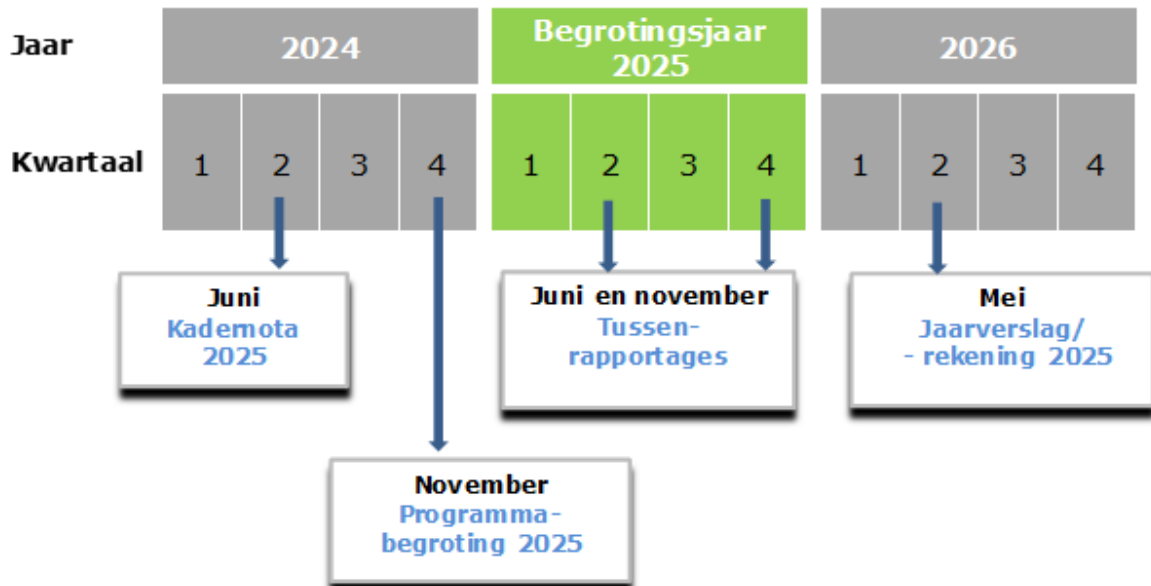 Jaar
2024
Begrotingsjaar
2025
2026
Kwartaal
1 2 3 4
1 2 3 4
1 2 3 4
Juni
Kadernota
2025
Juni en november
Tussen-
rapportages
Mei
Jaarverslag/
- rekening 2025
November
Programma-
begroting 2025